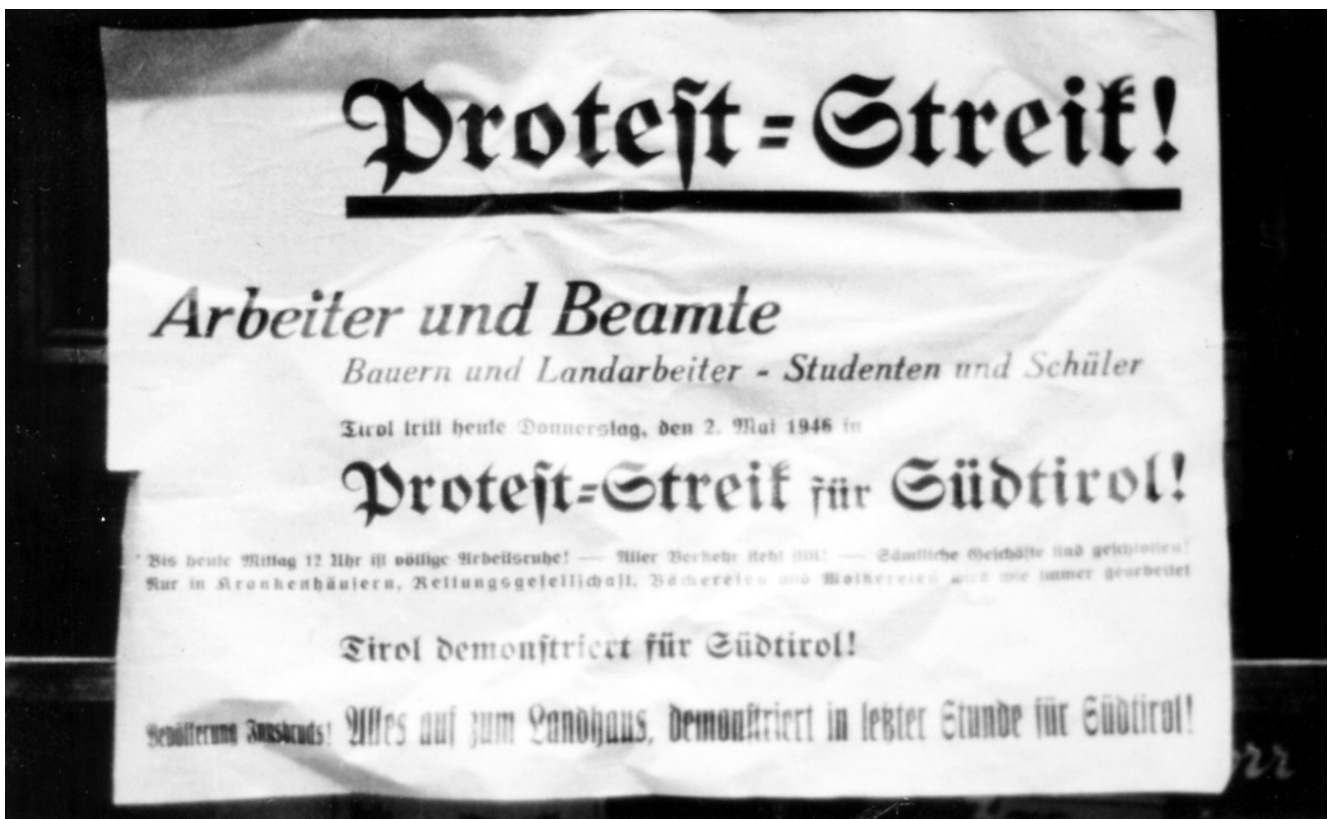 Protest=Streik!
Arbeiter und Beamte
Bauern und Landarbeiter - Studenten und Schüler
Tirol tritt heute Donnerstag, den 2. Mai 1946 in
Protest=Streik für Südtirol!
Bis heute Mittag 12 Uhr ist völlige Arbeitsruhe! — Aller Verkehr steht still! — Sämtliche Geschäfte sind geschlossen!
Nur in Krankenhäusern, Rettungsgesellschaft, Bäckereien und Molkereien wird wie immer gearbeitet
Tirol demonstriert für Südtirol!
Bevölkerung Innsbrucks! Alles auf zum Landhaus, demonstriert in letzter Stunde für Südtirol!